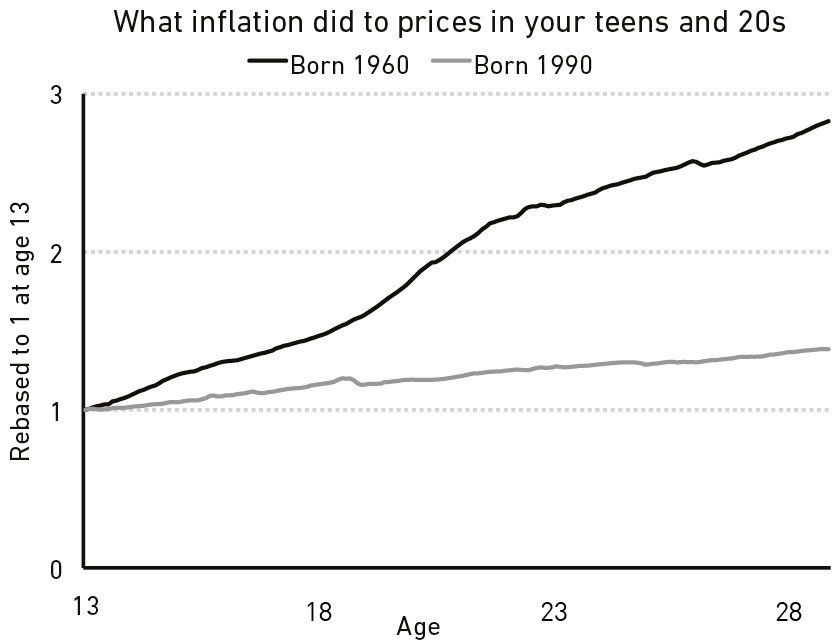 What inflation did to prices in your teens and 20s
Born 1960 Born 1990
3
2
1
0
Rebased to 1 at age 13
13 18 23 28
Age